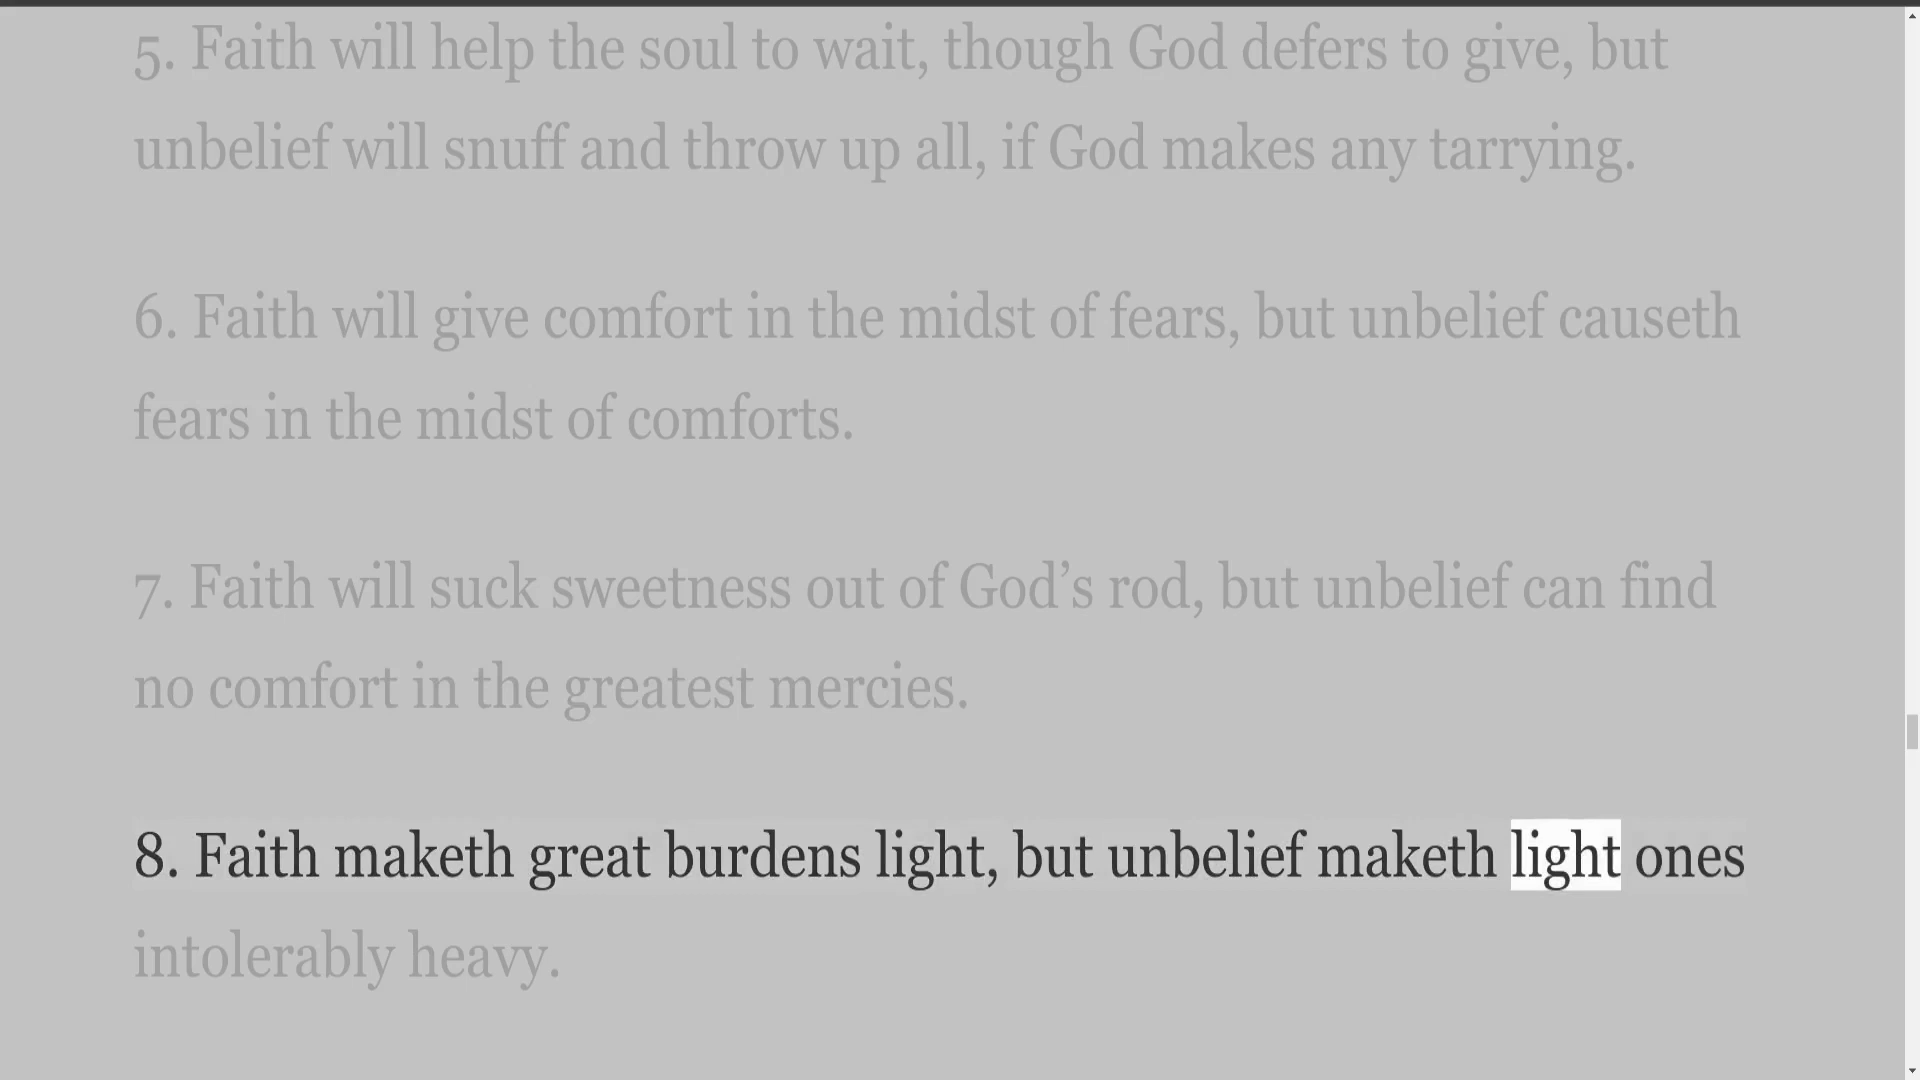 5. Faith will help the soul to wait, though God defers to give, but
unbelief will snuff and throw up all, if God makes any tarrying.
6. Faith will give comfort in the midst of fears, but unbelief causeth
fears in the midst of comforts.
7. Faith will suck sweetness out of God’s rod, but unbelief can find
no comfort in the greatest mercies.
8. Faith maketh great burdens light, but unbelief maketh light ones
intolerably heavy.